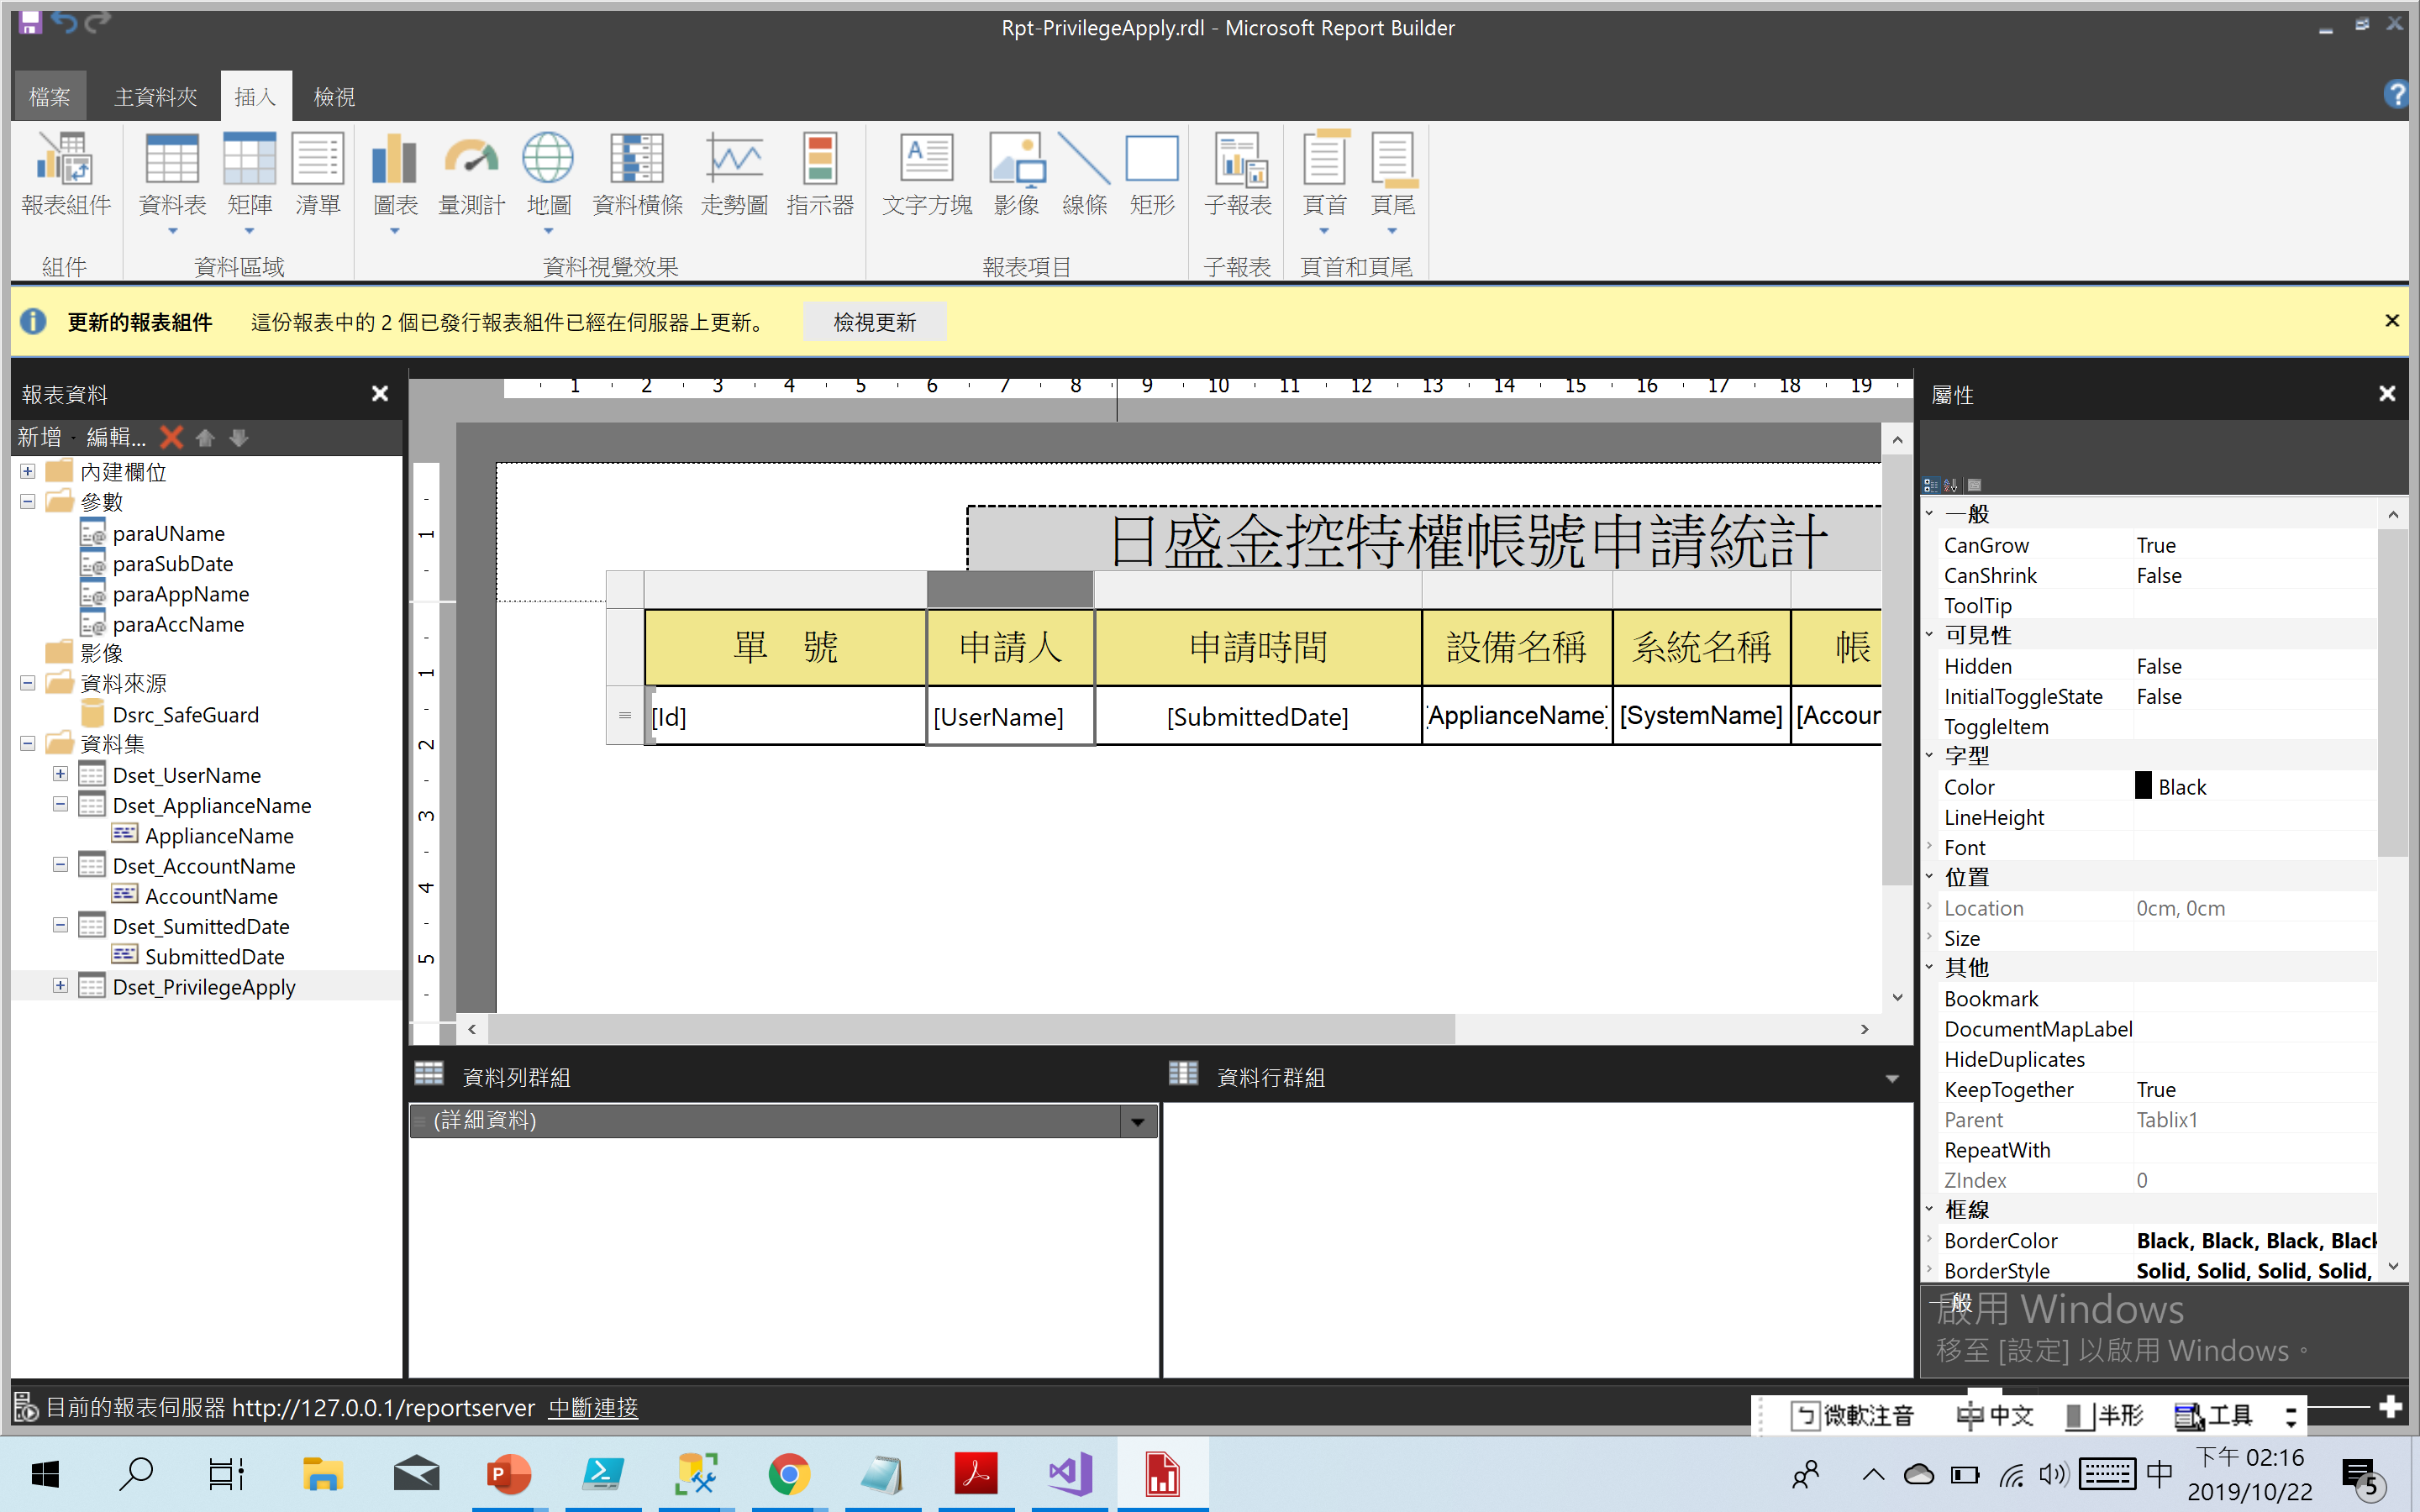 Rpt-PrivilegeApply.rdl - Microsoft Report Builder
檔案 主資料夾 插入 檢視
報表組件 資料表 矩陣 清單 圖表 量測計 地圖 資料橫條 走勢圖 指示器 文字方塊 影像 線條 矩形 子報表 頁首 頁尾
組件 資料區域 資料視覺效果 報表項目 子報表 頁首和頁尾
更新的報表組件 這份報表中的 2 個已發行報表組件已經在伺服器上更新。 檢視更新
報表資料
新增 編輯...
內建欄位
參數
paraUName
paraSubDate
paraAppName
paraAccName
影像
資料來源
Dsrc_SafeGuard
資料集
Dset_UserName
Dset_ApplianceName
ApplianceName
Dset_AccountName
AccountName
Dset_SumittedDate
SubmittedDate
Dset_PrivilegeApply
1 2 3 4 5 6 7 8 9 10 11 12 13 14 15 16 17 18 19
1
1
2
3
4
5
日盛金控特權帳號申請統計
單 號 申請人 申請時間 設備名稱 系統名稱 帳
[Id] [UserName] [SubmittedDate] [ApplianceName] [SystemName] [Accour
資料列群組 資料行群組
(詳細資料)
屬性
一般
CanGrow True
CanShrink False
ToolTip
可見性
Hidden False
InitialToggleState False
ToggleItem
字型
Color Black
LineHeight
Font
位置
Location 0cm, 0cm
Size
其他
Bookmark
DocumentMapLabel
HideDuplicates
KeepTogether True
Parent Tablix1
RepeatWith
ZIndex 0
框線
BorderColor Black, Black, Black, Black
BorderStyle Solid, Solid, Solid, Solid,
一般
啟用 Windows
移至 [設定] 以啟用 Windows。
目前的報表伺服器 http://127.0.0.1/reportserver 中斷連接
微軟注音 中文 半形 工具
中
下午 02:16
2019/10/22
5